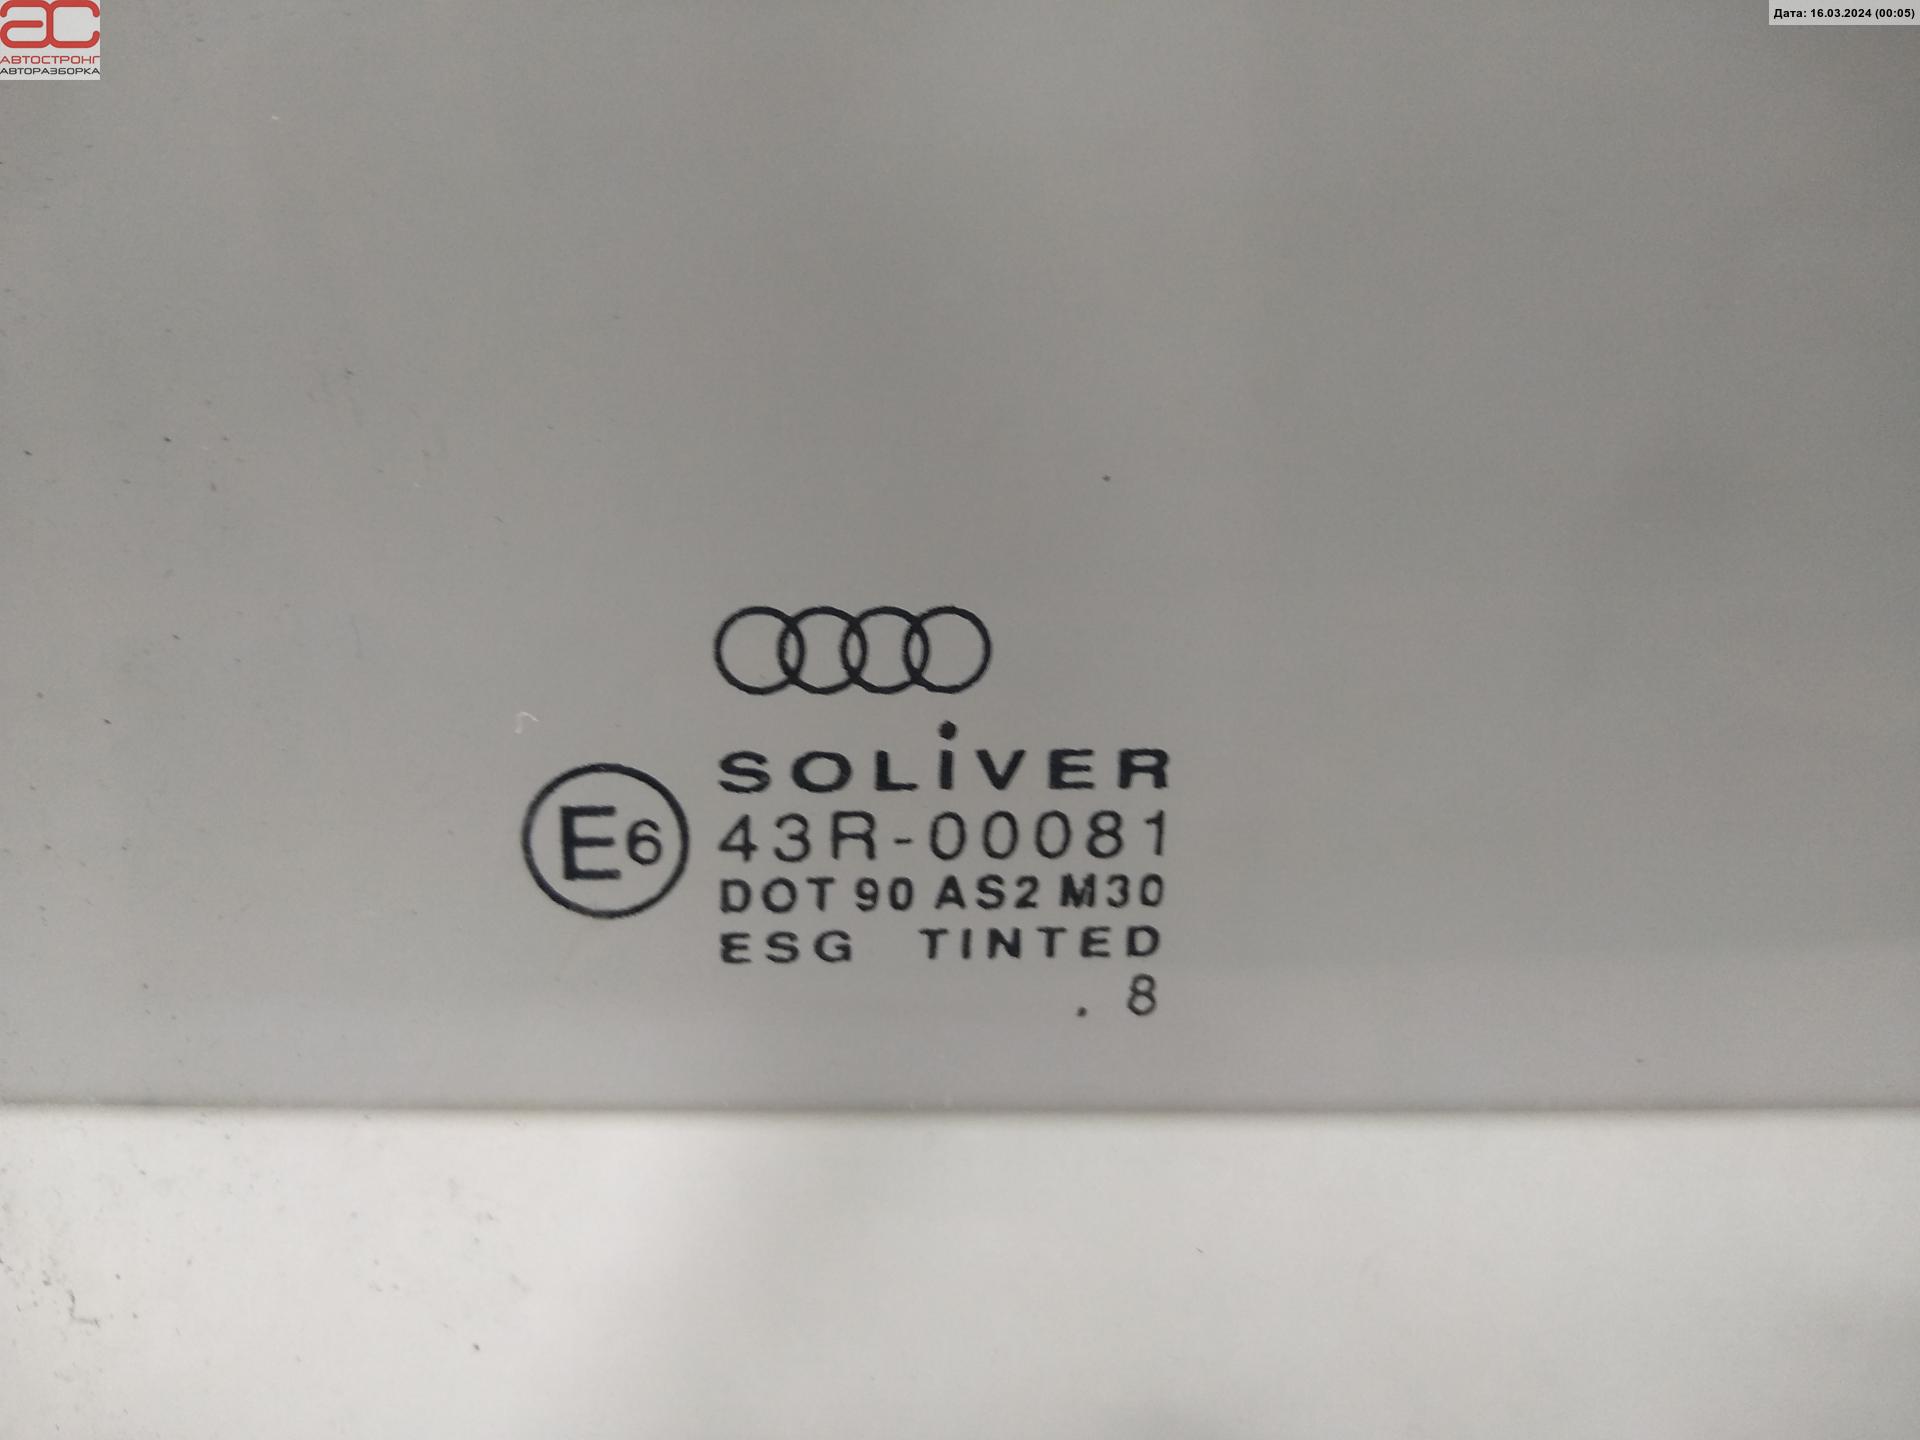 АВТОСТРОНГ
АВТОРАЗБОРКА
Дата: 16.03.2024 (00:05)
SOLiVER
E6
43R-00081
DOT 90 AS2 M30
ESG TINTED
. 8